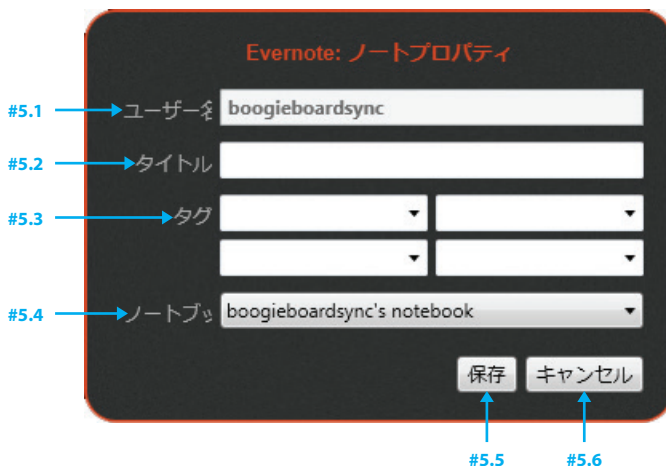 Evernote: ノートプロパティ
#5.1 ユーザー名 boogieboardsync
#5.2 タイトル
#5.3 タグ
#5.4 ノートブッ boogieboardsync's notebook
保存 キャンセル
#5.5 #5.6